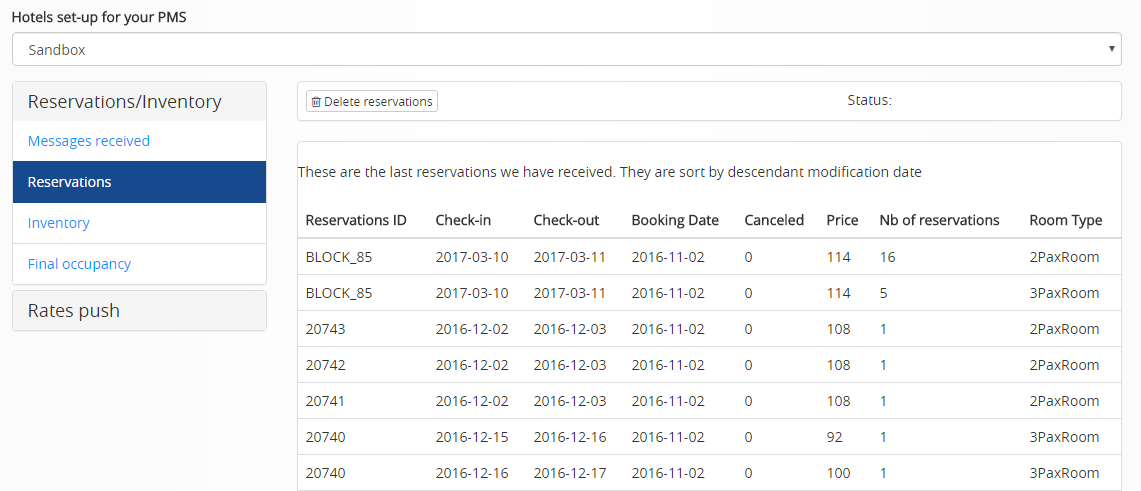 Hotels set-up for your PMS
Sandbox
Reservations/Inventory
Messages received
Reservations
Inventory
Final occupancy
Rates push
Delete reservations
Status:
These are the last reservations we have received. They are sort by descendant modification date
Reservations ID Check-in Check-out Booking Date Canceled Price Nb of reservations Room Type
BLOCK_85 2017-03-10 2017-03-11 2016-11-02 0 114 16 2PaxRoom
BLOCK_85 2017-03-10 2017-03-11 2016-11-02 0 114 5 3PaxRoom
20743 2016-12-02 2016-12-03 2016-11-02 0 108 1 2PaxRoom
20742 2016-12-02 2016-12-03 2016-11-02 0 108 1 2PaxRoom
20741 2016-12-02 2016-12-03 2016-11-02 0 108 1 2PaxRoom
20740 2016-12-15 2016-12-16 2016-11-02 0 92 1 3PaxRoom
20740 2016-12-16 2016-12-17 2016-11-02 0 100 1 3PaxRoom